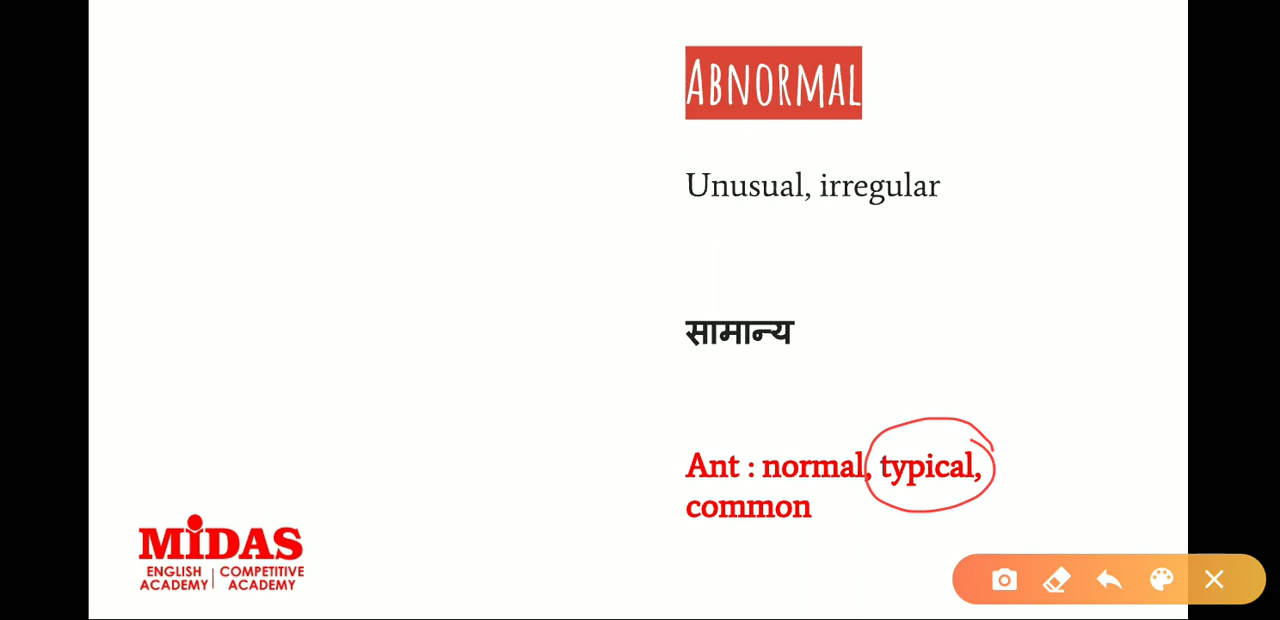 ABNORMAL
Unusual, irregular
सामान्य
Ant : normal, typical,
common
MiDAS
ENGLISH ACADEMY | COMPETITIVE ACADEMY